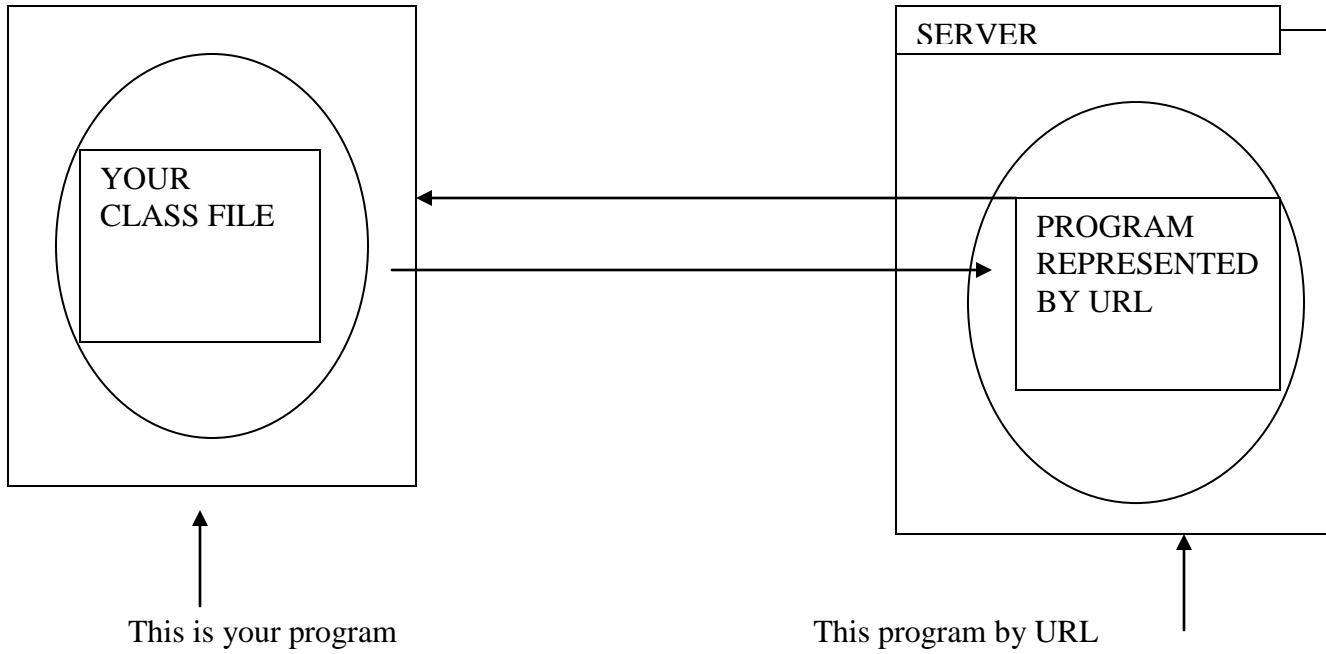 SERVER
YOUR
CLASS FILE
PROGRAM
REPRESENTED
BY URL
This is your program
This program by URL